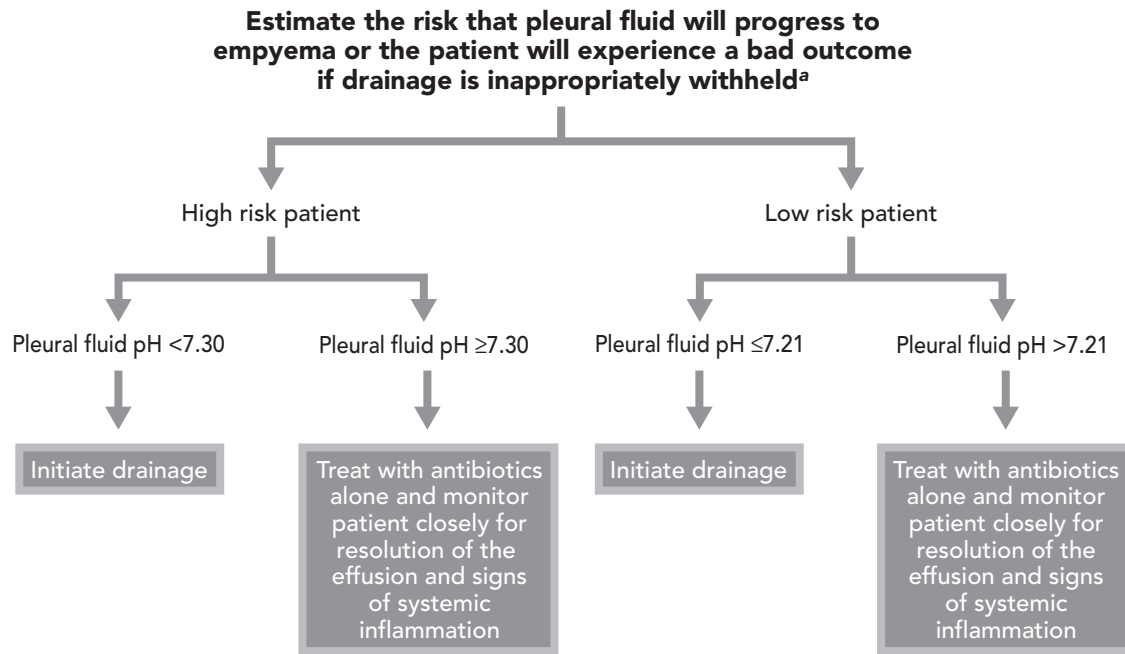 Estimate the risk that pleural fluid will progress to
empyema or the patient will experience a bad outcome
if drainage is inappropriately withheldᵃ
High risk patient
Low risk patient
Pleural fluid pH <7.30
Pleural fluid pH ≥7.30
Pleural fluid pH ≤7.21
Pleural fluid pH >7.21
Initiate drainage
Treat with antibiotics
alone and monitor
patient closely for
resolution of the
effusion and signs
of systemic
inflammation
Initiate drainage
Treat with antibiotics
alone and monitor
patient closely for
resolution of the
effusion and signs
of systemic
inflammation